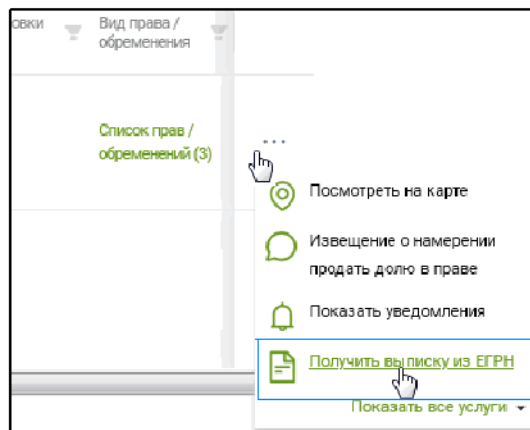 овки
Вид права /
обременения
Список прав /
обременений (3)
...
Посмотреть на карте
Извещение о намерении
продать долю в праве
Показать уведомления
Получить выписку из ЕГРН
Показать все услуги